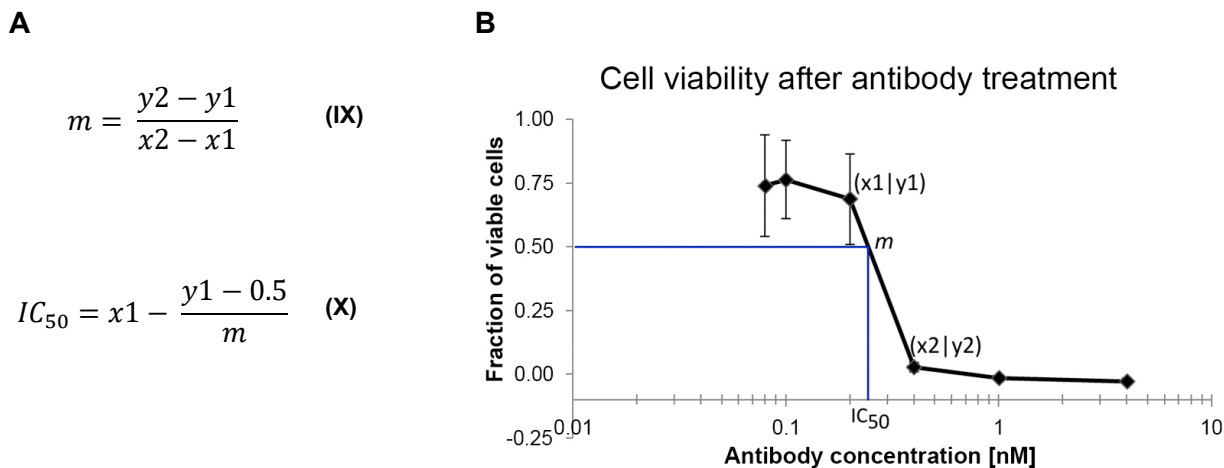 A
B
m = y2 − y1 / x2 − x1 (IX)
IC50 = x1 − y1 − 0.5 / m (X)
Cell viability after antibody treatment
Fraction of viable cells
1.00
0.75
0.50
0.25
0.00
-0.25
(x1|y1)
m
(x2|y2)
IC50
0.01
0.1
1
10
Antibody concentration [nM]